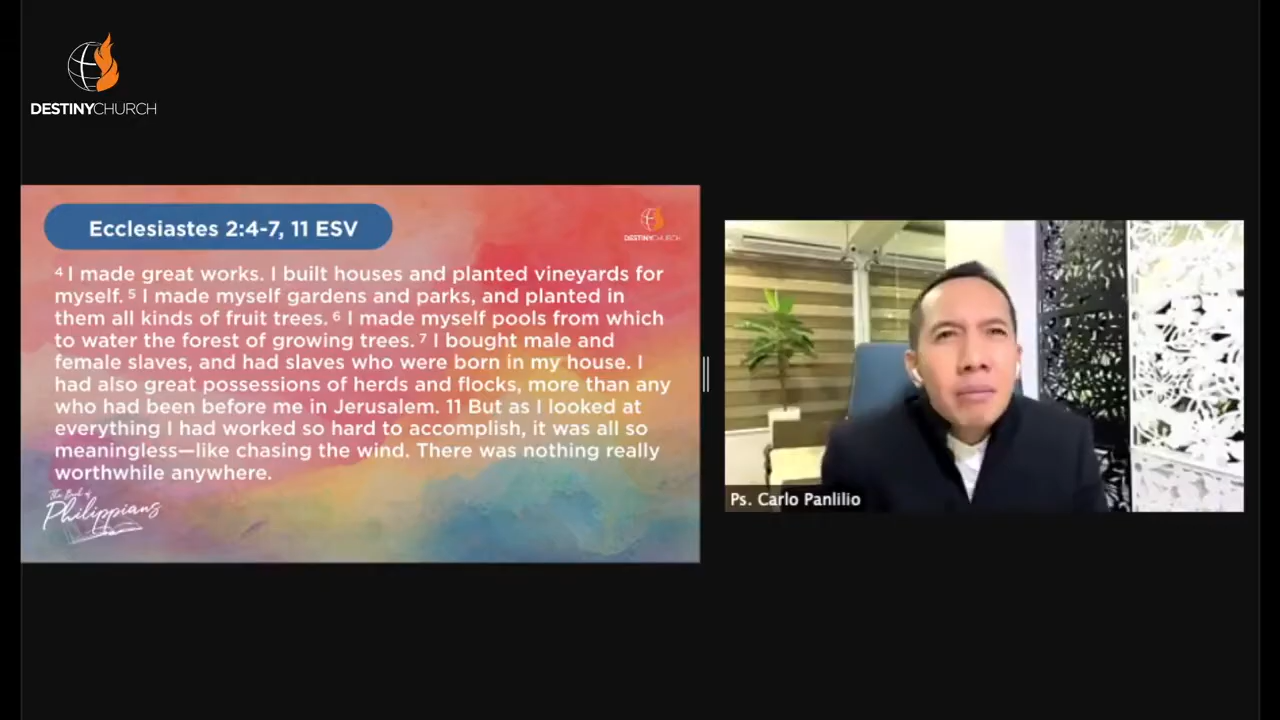 DESTINYCHURCH
Ecclesiastes 2:4-7, 11 ESV
DESTINYCHURCH
⁴ I made great works. I built houses and planted vineyards for
myself. ⁵ I made myself gardens and parks, and planted in
them all kinds of fruit trees. ⁶ I made myself pools from which
to water the forest of growing trees. ⁷ I bought male and
female slaves, and had slaves who were born in my house. I
had also great possessions of herds and flocks, more than any
who had been before me in Jerusalem. 11 But as I looked at
everything I had worked so hard to accomplish, it was all so
meaningless—like chasing the wind. There was nothing really
worthwhile anywhere.
The Book of
Philippians
Ps. Carlo Panlilio